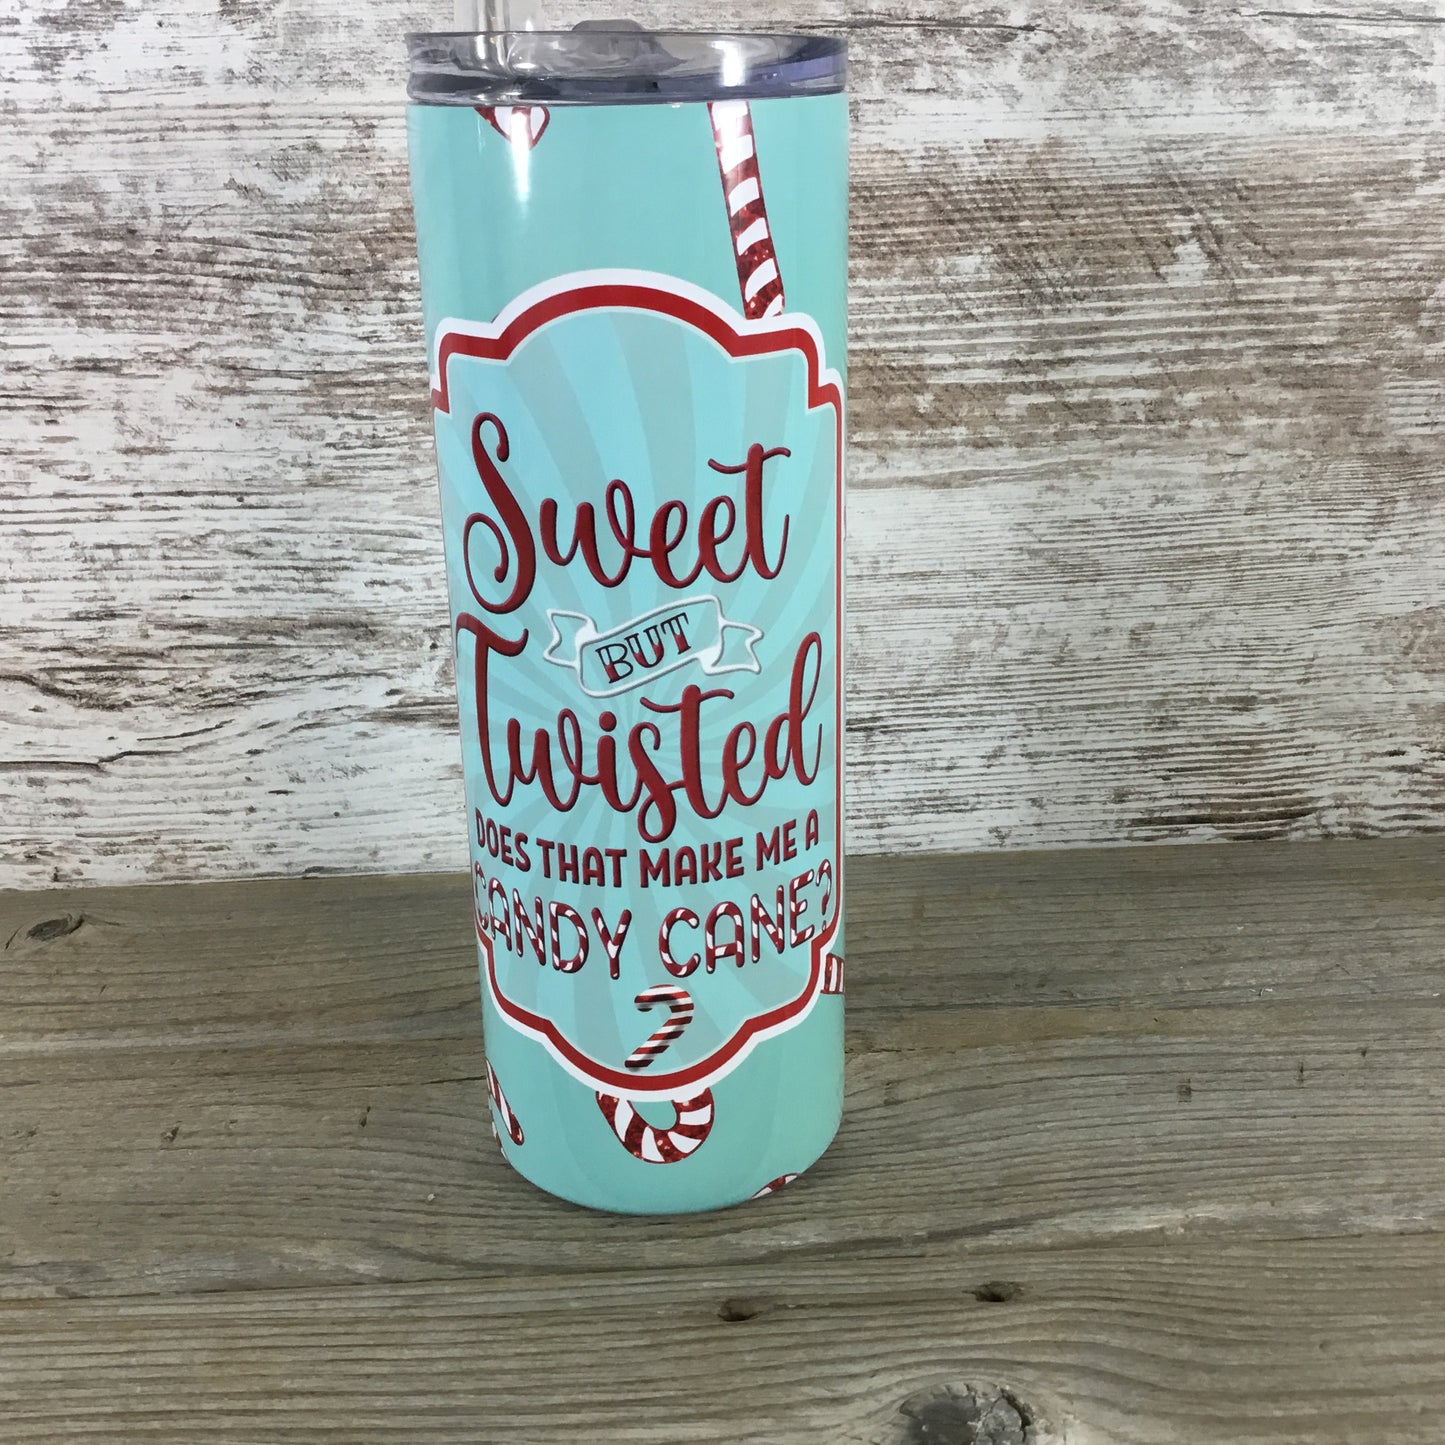 Sweet
BUT
Twisted
DOES THAT MAKE ME A
CANDY CANE?